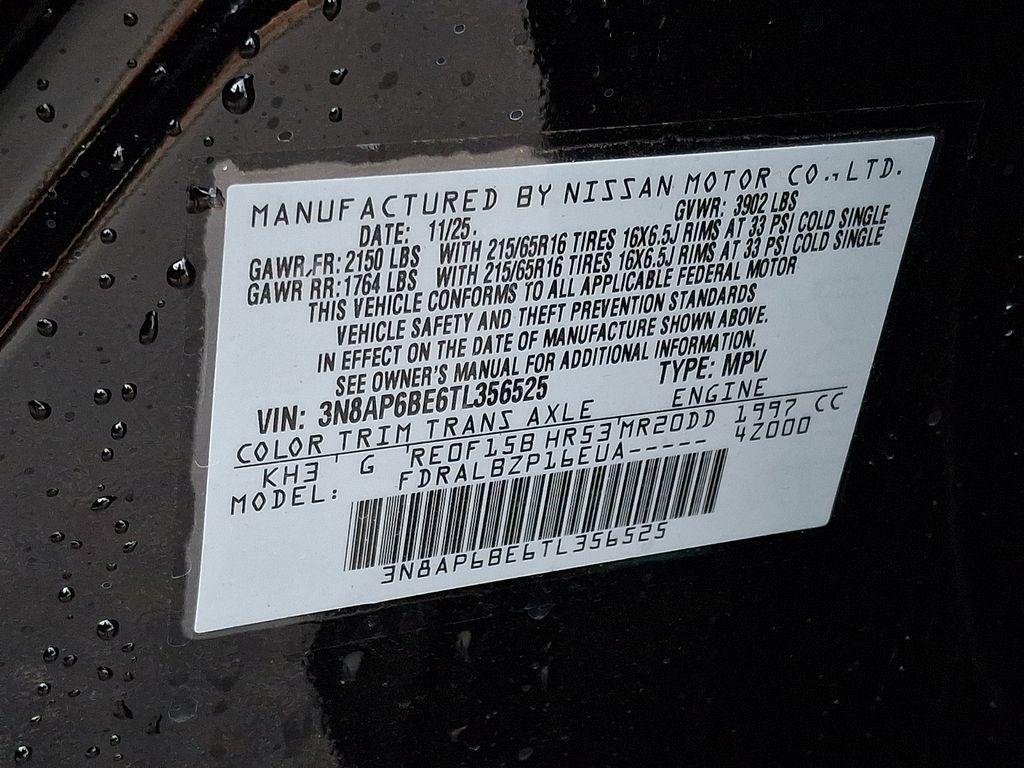 MANUFACTURED BY NISSAN MOTOR CO., LTD.
DATE: 11/25. GVWR: 3902 LBS
GAWR FR: 2150 LBS WITH 215/65R16 TIRES 16X6.5J RIMS AT 33 PSI COLD SINGLE
GAWR RR: 1764 LBS WITH 215/65R16 TIRES 16X6.5J RIMS AT 33 PSI COLD SINGLE
THIS VEHICLE CONFORMS TO ALL APPLICABLE FEDERAL MOTOR
VEHICLE SAFETY AND THEFT PREVENTION STANDARDS
IN EFFECT ON THE DATE OF MANUFACTURE SHOWN ABOVE.
SEE OWNER'S MANUAL FOR ADDITIONAL INFORMATION.
VIN: 3N8AP6BE6TL356525 TYPE: MPV
COLOR TRIM TRANS AXLE ENGINE
KH3 G RE0F15B HR53 MR20DD 1997 CC
MODEL: FDRALBZP16EUA----- 4Z000
3N8AP6BE6TL356525